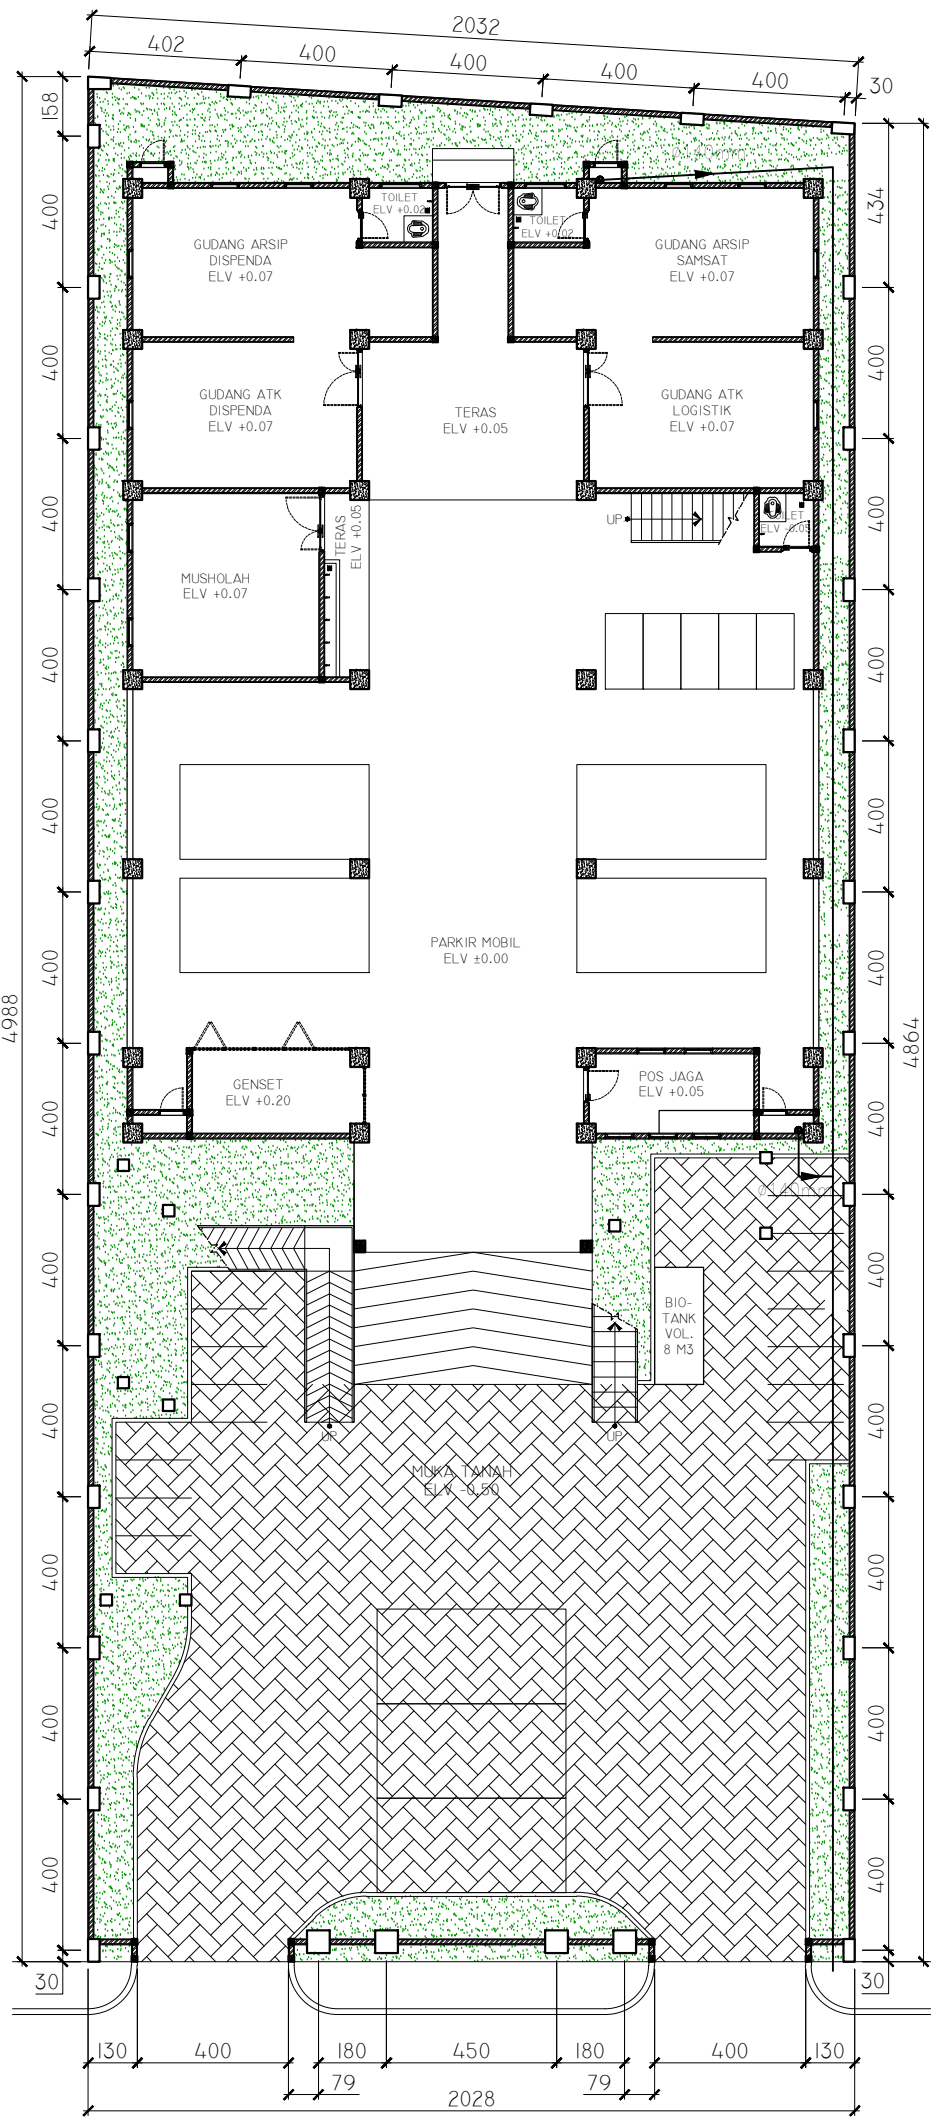 2032
402
400
400
400
400
30
158
400
434
TOILET
ELV +0.02
TOILET
ELV +0.02
GUDANG ARSIP
DISPENDA
ELV +0.07
GUDANG ARSIP
SAMSAT
ELV +0.07
400
400
GUDANG ATK
DISPENDA
ELV +0.07
TERAS
ELV +0.05
GUDANG ATK
LOGISTIK
ELV +0.07
400
400
TERAS
ELV +0.05
UP
TOILET
ELV -0.05
MUSHOLAH
ELV +0.07
400
400
400
400
PARKIR MOBIL
ELV ±0.00
400
400
4988
4864
GENSET
ELV +0.20
POS JAGA
ELV +0.05
400
400
Ø140mm
400
400
BIO-
TANK
VOL.
8 M3
UP
UP
400
400
MUKA TANAH
ELV -0.50
400
400
400
400
400
400
30
30
130
400
180
450
180
400
130
79
79
2028